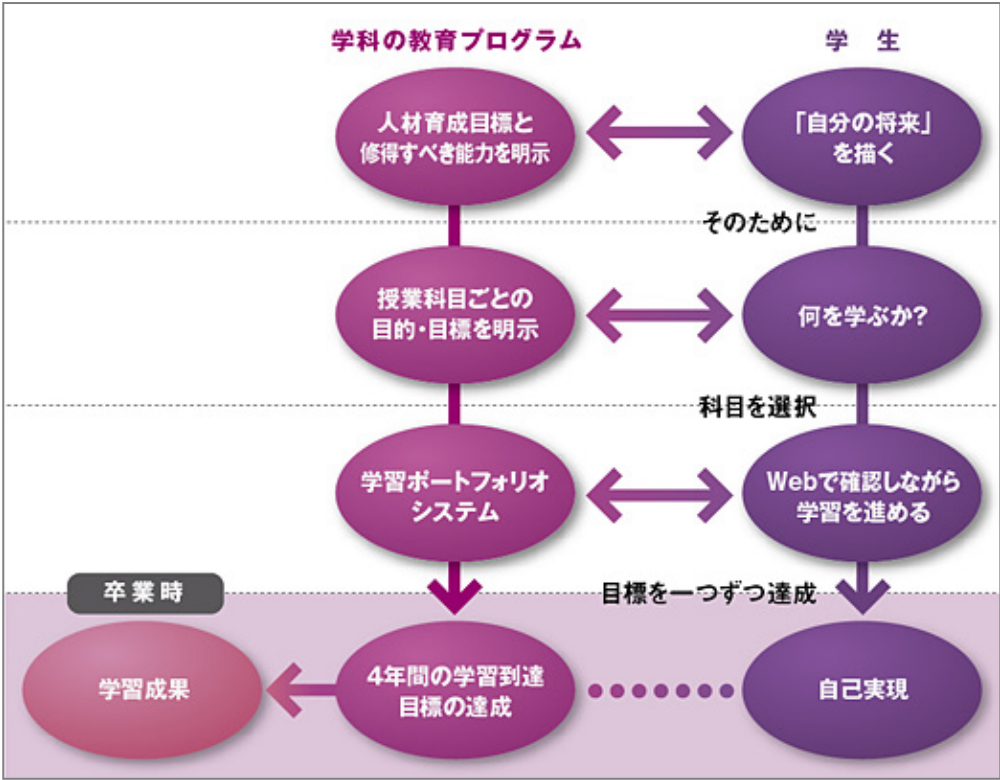 学科の教育プログラム
学 生
人材育成目標と
修得すべき能力を明示
「自分の将来」
を描く
そのために
授業科目ごとの
目的・目標を明示
何を学ぶか?
科目を選択
学習ポートフォリオ
システム
Webで確認しながら
学習を進める
目標を一つずつ達成
卒業時
学習成果
4年間の学習到達
目標の達成
自己実現